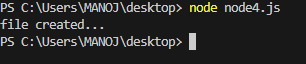 PS C:\Users\MANOJ\desktop> node node4.js
file created...
PS C:\Users\MANOJ\desktop>